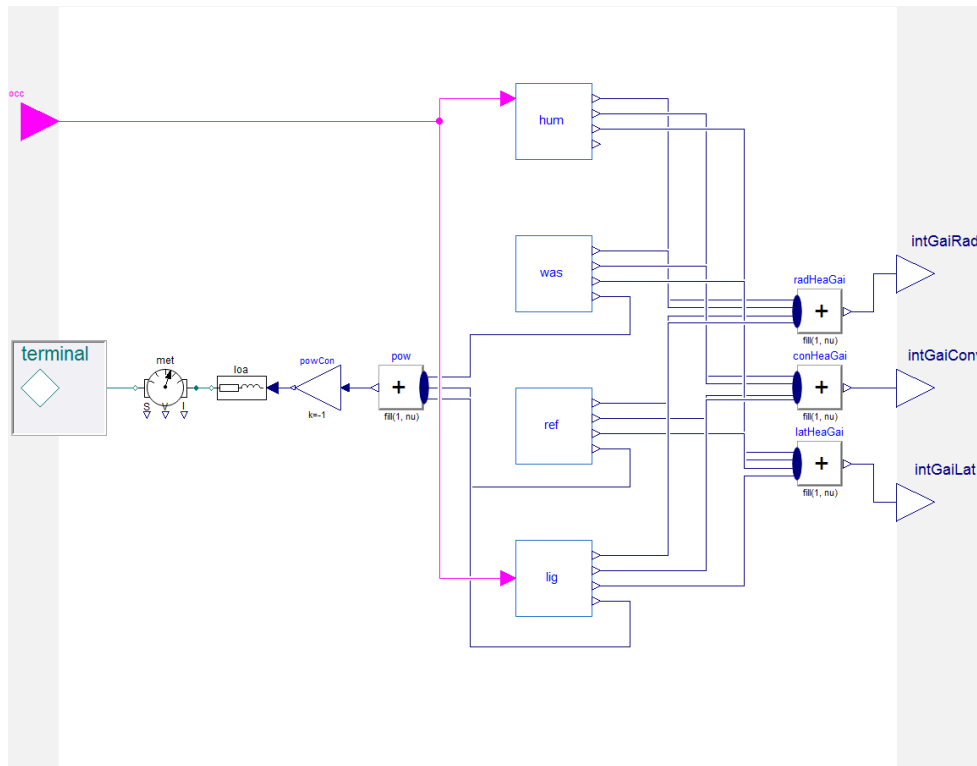 occ
hum
was
intGaiRad
radHeaGai
+
fill(1, nu)
terminal
met
S V I
loa
powCon
k=-1
pow
+
fill(1, nu)
conHeaGai
+
fill(1, nu)
intGaiConv
ref
latHeaGai
+
fill(1, nu)
intGaiLat
lig